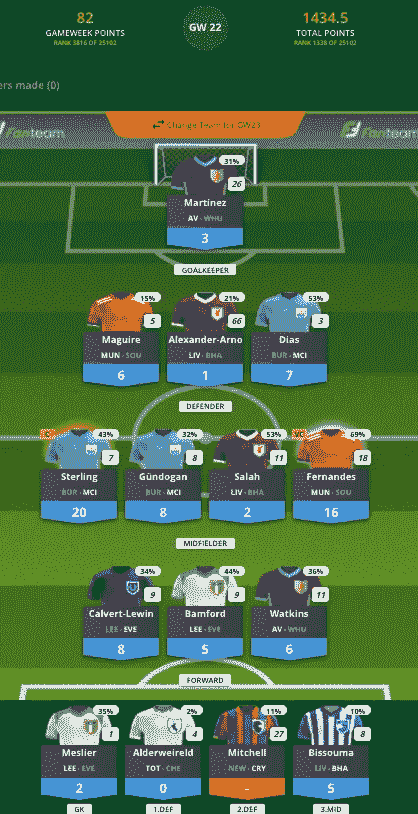 82
GAMEWEEK POINTS
RANK 3816 OF 25102
GW 22
1434.5
TOTAL POINTS
RANK 1338 OF 25102
ers made (0)
Fanteam
Change Team for GW23
Fanteam
31%
26
Martinez
AV - WHU
3
GOALKEEPER
15% 21% 53%
5 66 3
Maguire Alexander-Arno Dias
MUN - SOU LIV - BHA BUR - MCI
6 1 7
DEFENDER
C 43% 32% 53% VC 69%
7 8 11 18
Sterling Gündogan Salah Fernandes
BUR - MCI BUR - MCI LIV - BHA MUN - SOU
20 8 2 16
MIDFIELDER
34% 44% 36%
9 9 11
Calvert-Lewin Bamford Watkins
LEE - EVE LEE - EVE AV - WHU
8 5 6
FORWARD
35% 2% 11% 10%
1 4 27 8
Meslier Alderweireld Mitchell Bissouma
LEE - EVE TOT - CHE NEW - CRY LIV - BHA
2 0 - 5
GK 1.DEF 2.DEF 3.MID